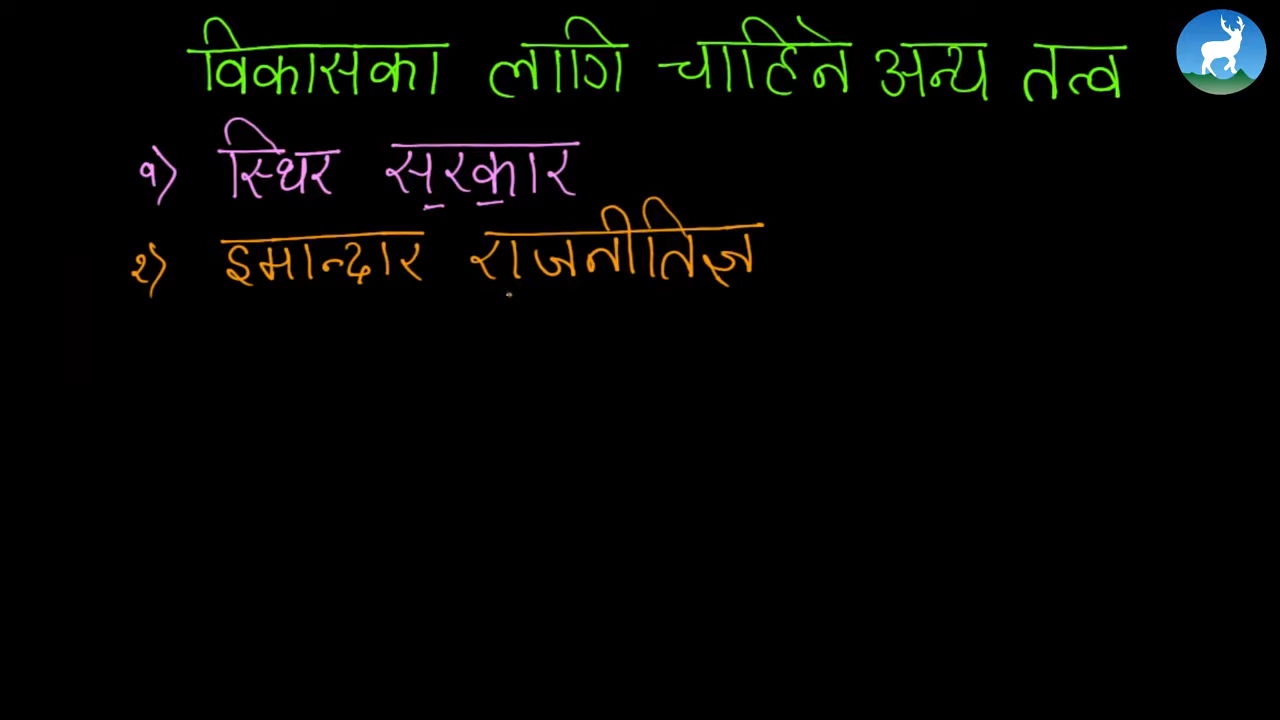 विकासका लागि चाहिने अन्य तत्व
१) स्थिर सरकार
२) इमान्दार राजनीतिज्ञ